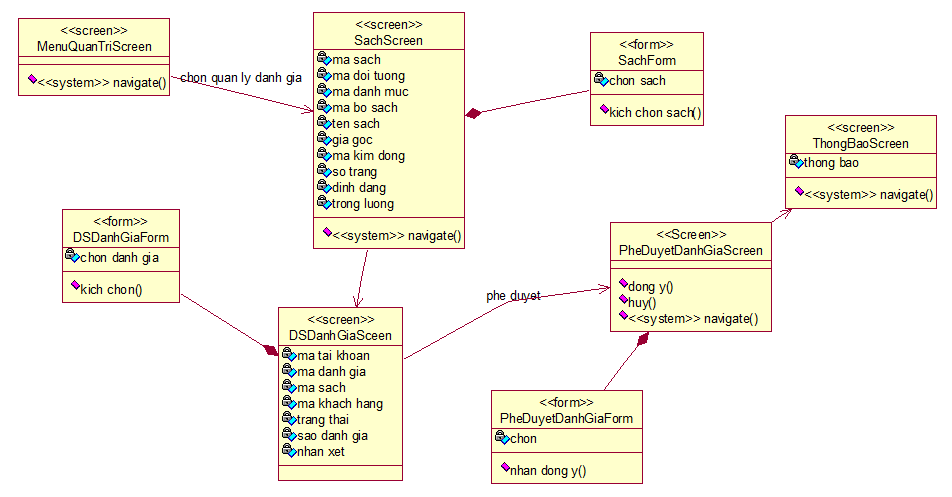 <<screen>>
MenuQuanTriScreen
<<system>> navigate()
chon quan ly danh gia
<<screen>>
SachScreen
ma sach
ma doi tuong
ma danh muc
ma bo sach
ten sach
gia goc
ma kim dong
so trang
dinh dang
trong luong
<<system>> navigate()
<<form>>
SachForm
chon sach
kich chon sach()
<<screen>>
ThongBaoScreen
thong bao
<<system>> navigate()
<<form>>
DSDanhGiaForm
chon danh gia
kich chon()
<<Screen>>
PheDuyetDanhGiaScreen
dong y()
huy()
<<system>> navigate()
phe duyet
<<screen>>
DSDanhGiaSceen
ma tai khoan
ma danh gia
ma sach
ma khach hang
trang thai
sao danh gia
nhan xet
<<form>>
PheDuyetDanhGiaForm
chon
nhan dong y()